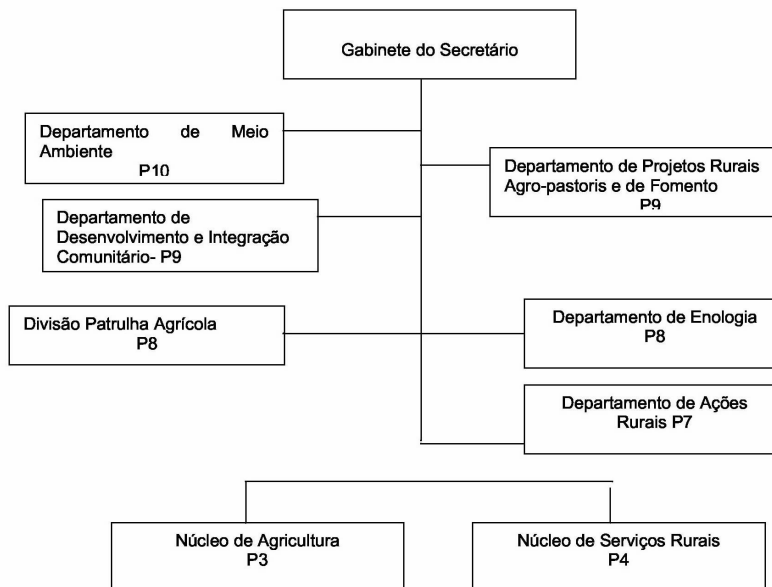 Gabinete do Secretário
Departamento de Meio
Ambiente
P10
Departamento de Projetos Rurais
Agro-pastoris e de Fomento
P9
Departamento de
Desenvolvimento e Integração
Comunitário- P9
Divisão Patrulha Agrícola
P8
Departamento de Enologia
P8
Departamento de Ações
Rurais P7
Núcleo de Agricultura
P3
Núcleo de Serviços Rurais
P4